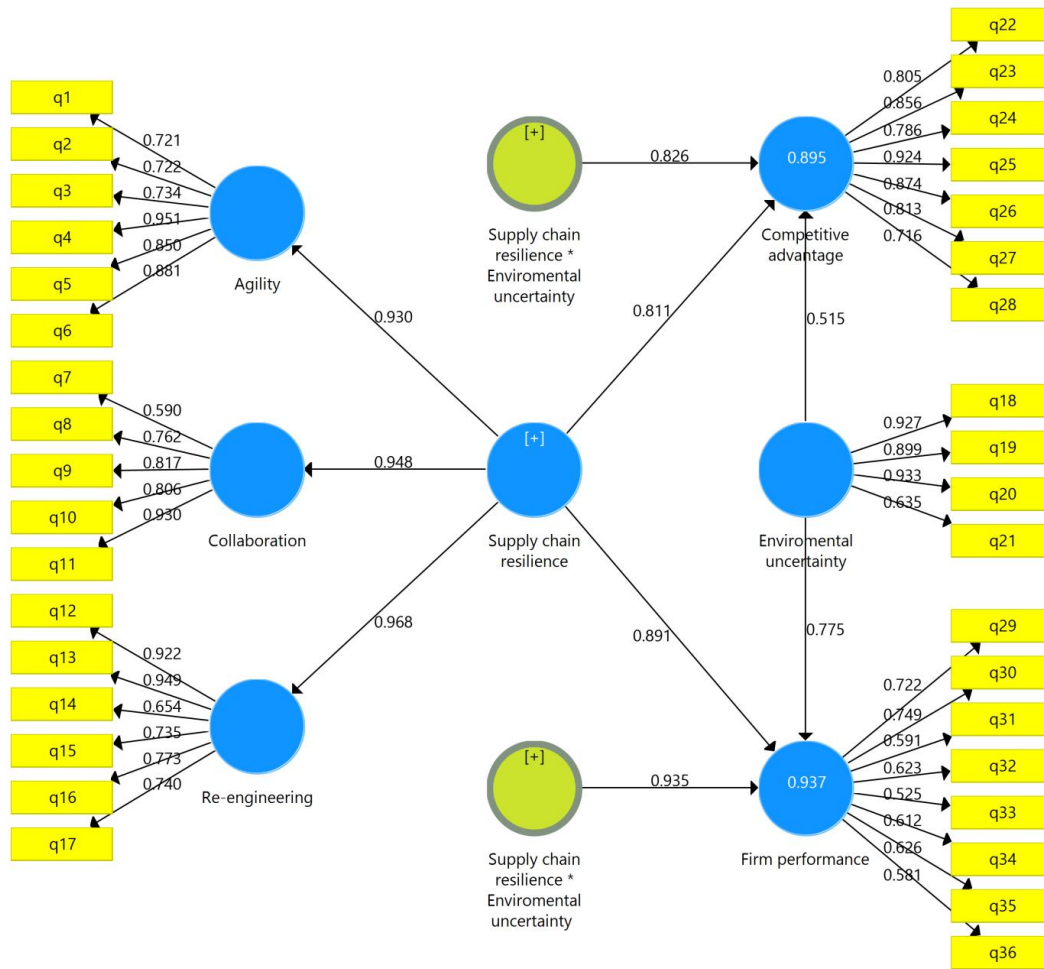 q1
q2
q3
q4
q5
q6
0.721
0.722
0.734
0.951
0.850
0.881
Agility
q7
q8
q9
q10
q11
0.590
0.762
0.817
0.806
0.930
Collaboration
q12
q13
q14
q15
q16
q17
0.922
0.949
0.654
0.735
0.773
0.740
Re-engineering
0.930
0.948
0.968
[+]
Supply chain
resilience *
Enviromental
uncertainty
0.826
[+]
Supply chain
resilience
0.811
0.891
[+]
Supply chain
resilience *
Enviromental
uncertainty
0.935
0.895
Competitive
advantage
0.805
0.856
0.786
0.924
0.874
0.813
0.716
q22
q23
q24
q25
q26
q27
q28
0.515
Enviromental
uncertainty
0.927
0.899
0.933
0.635
q18
q19
q20
q21
0.775
0.937
Firm performance
0.722
0.749
0.591
0.623
0.525
0.612
0.626
0.581
q29
q30
q31
q32
q33
q34
q35
q36